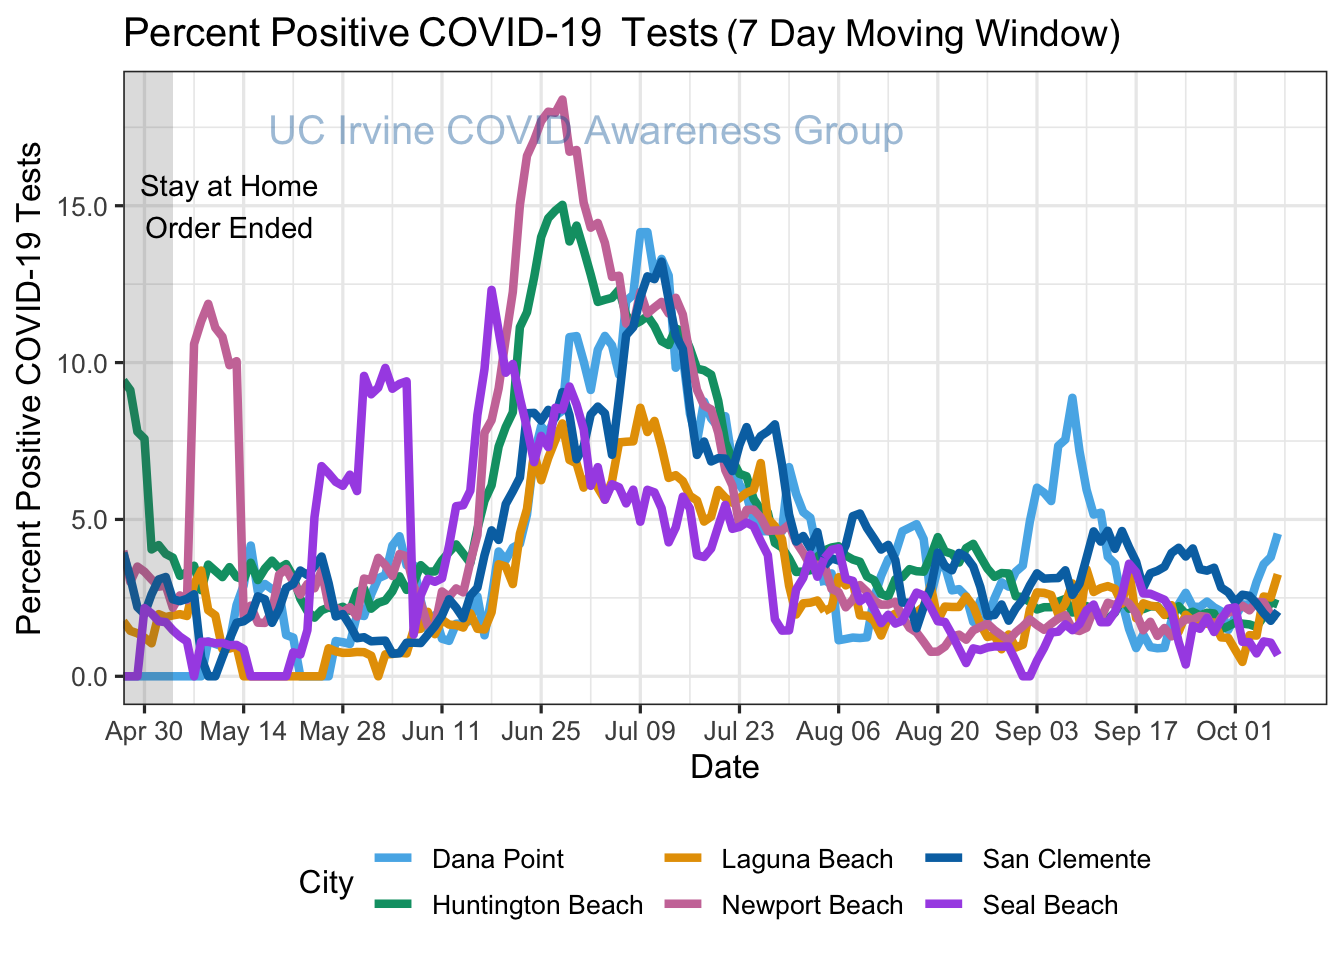 Percent Positive COVID-19  Tests (7 Day Moving Window)
UC Irvine COVID Awareness Group
Stay at Home
Order Ended
Percent Positive COVID-19 Tests
15.0
10.0
5.0
0.0
Apr 30 May 14 May 28 Jun 11 Jun 25 Jul 09 Jul 23 Aug 06 Aug 20 Sep 03 Sep 17 Oct 01
Date
City
Dana Point Laguna Beach San Clemente
Huntington Beach Newport Beach Seal Beach